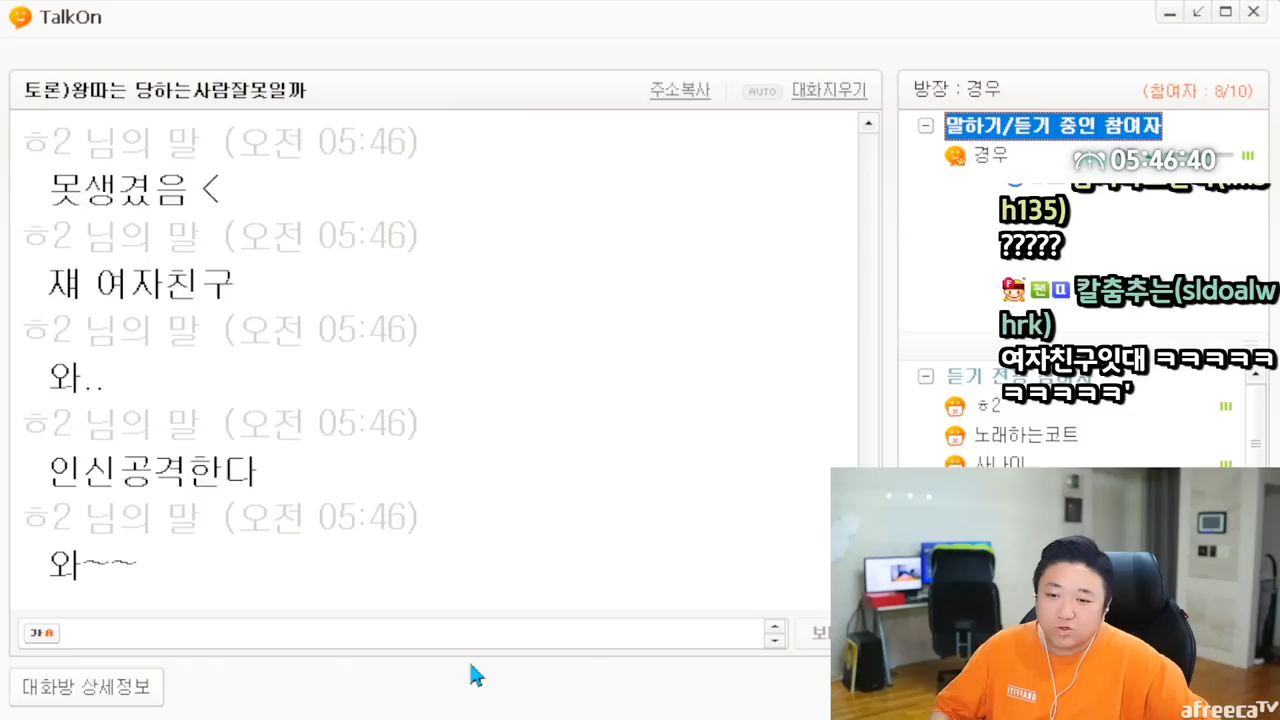 TalkOn
토론)왕따는 당하는사람잘못일까
주소복사
AUTO
대화지우기
ㅎ2 님의 말 (오전 05:46)
못생겼음 <
ㅎ2 님의 말 (오전 05:46)
쟤 여자친구
ㅎ2 님의 말 (오전 05:46)
와..
ㅎ2 님의 말 (오전 05:46)
인신공격한다
ㅎ2 님의 말 (오전 05:46)
와~~
가A
대화방 상세정보
방장 : 경우
(참여자 : 8/10)
말하기/듣기 중인 참여자
경우
05:46:40
h135)
?????
칼춤추는(sldoalw
hrk)
여자친구잇대 ㅋㅋㅋㅋㅋ
ㅋㅋㅋㅋㅋ'
듣기 전용
ㅎ2
노래하는코트
GRAFFITI
afreecaTV